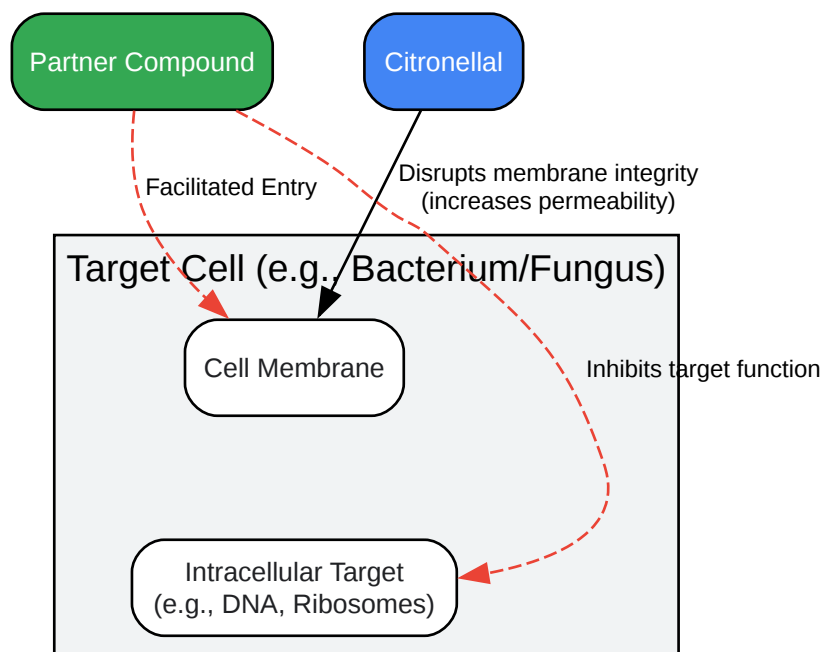 Partner Compound
Citronellal
Facilitated Entry
Disrupts membrane integrity
(increases permeability)
Target Cell (e.g., Bacterium/Fungus)
Cell Membrane
Inhibits target function
Intracellular Target
(e.g., DNA, Ribosomes)